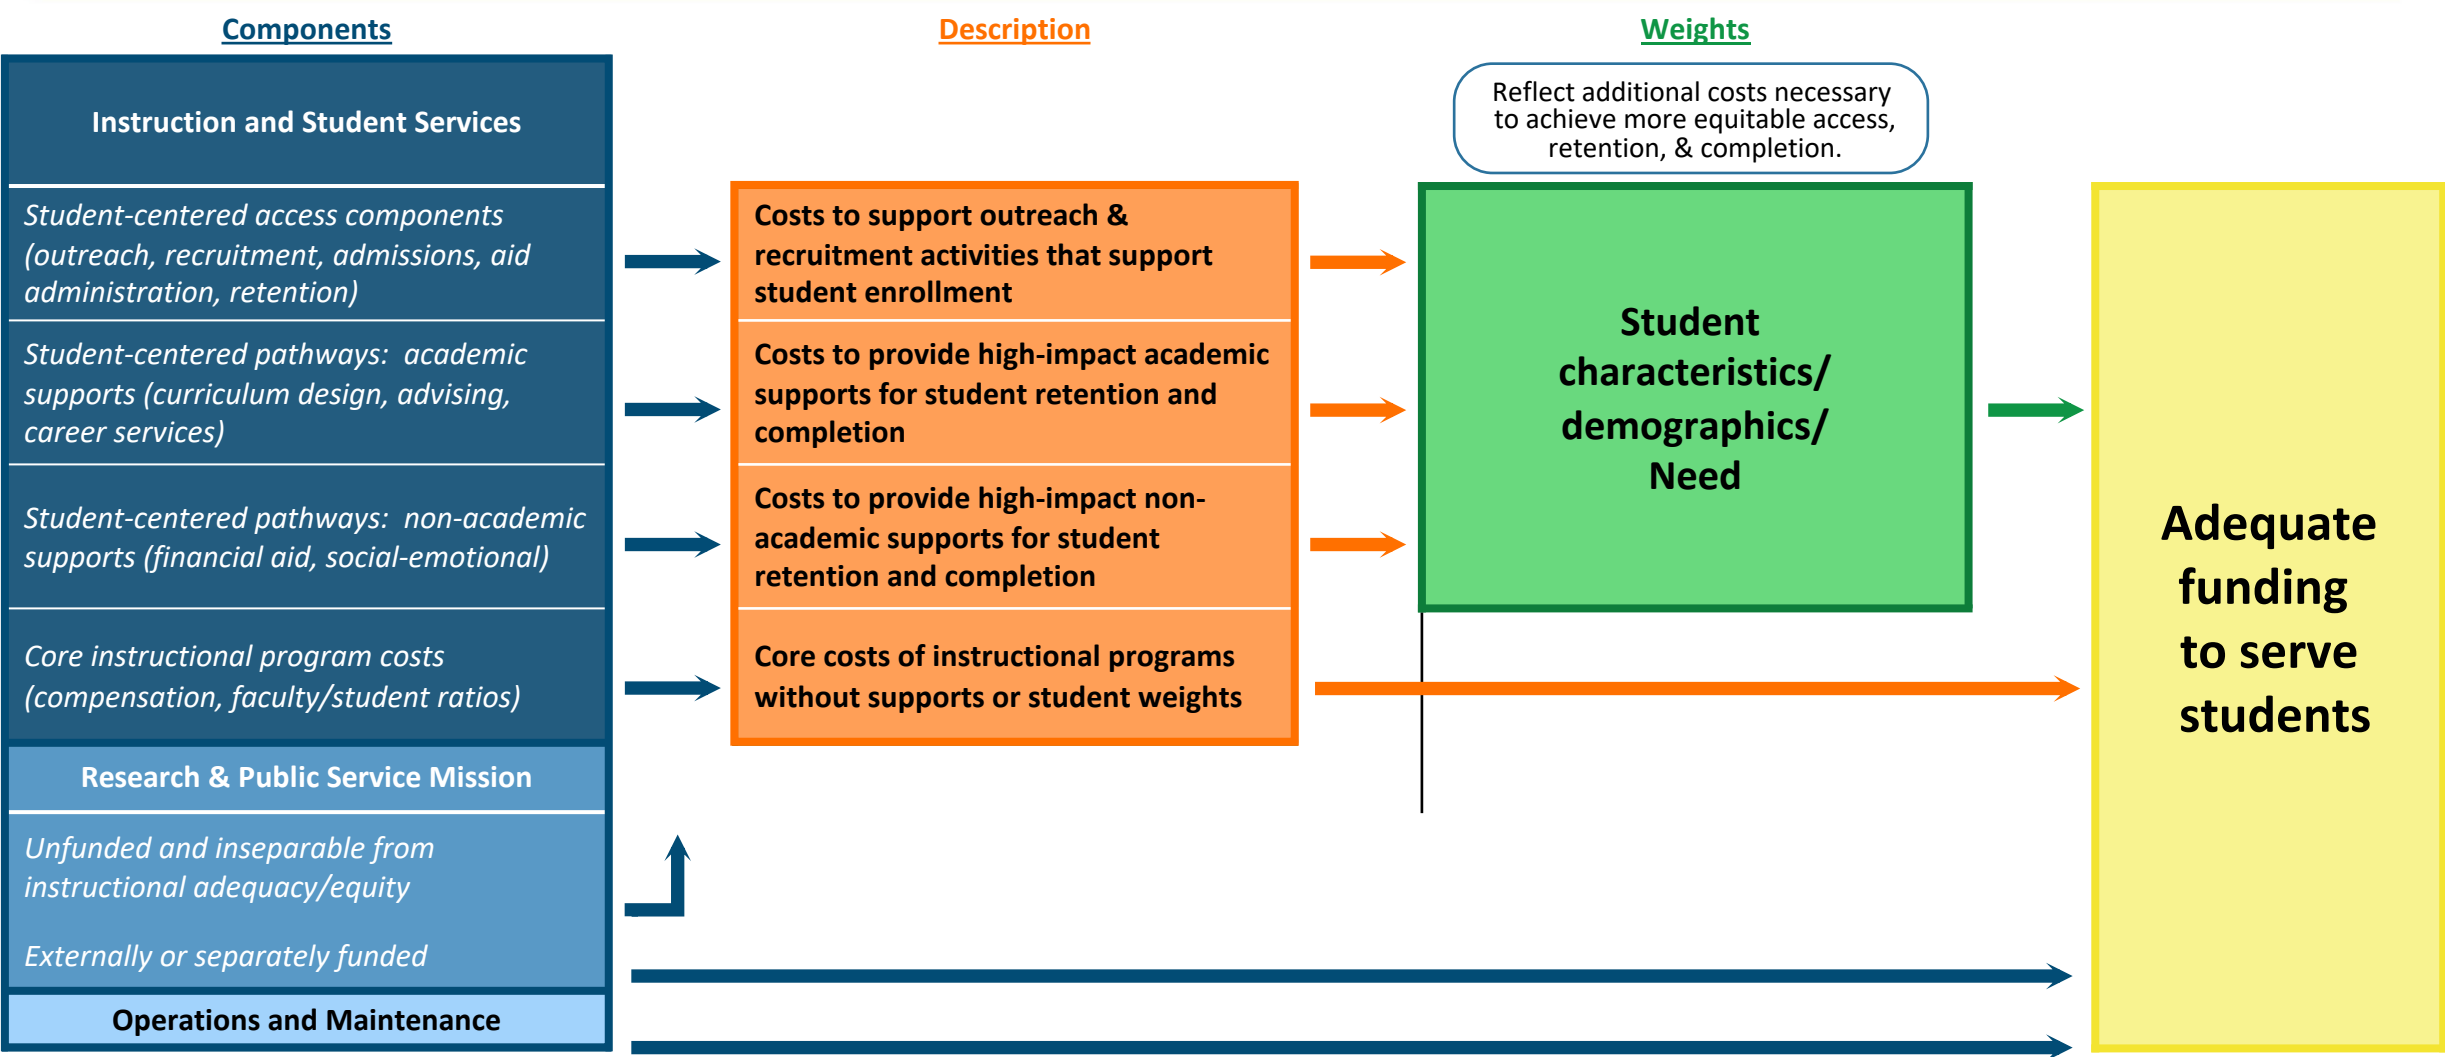 Components
Description
Weights
Reflect additional costs necessary
to achieve more equitable access,
retention, & completion.
Instruction and Student Services
Student-centered access components
(outreach, recruitment, admissions, aid
administration, retention)
Costs to support outreach &
recruitment activities that support
student enrollment
Student-centered pathways:  academic
supports (curriculum design, advising,
career services)
Costs to provide high-impact academic
supports for student retention and
completion
Student-centered pathways:  non-academic
supports (financial aid, social-emotional)
Costs to provide high-impact non-
academic supports for student
retention and completion
Core instructional program costs
(compensation, faculty/student ratios)
Core costs of instructional programs
without supports or student weights
Student
characteristics/
demographics/
Need
Adequate
funding
to serve
students
Research & Public Service Mission
Unfunded and inseparable from
instructional adequacy/equity
Externally or separately funded
Operations and Maintenance